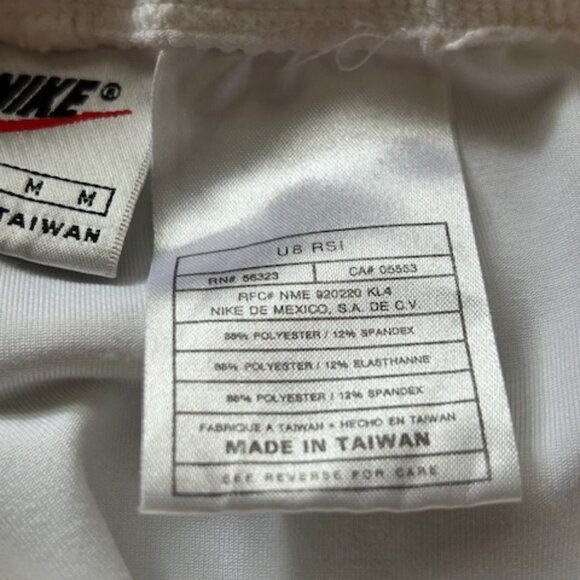 NIKE®
M M
TAIWAN
U8 RSI
RN# 56323 CA# 05553
RFC# NME 920220 KL4
NIKE DE MEXICO, S.A. DE C.V.
88% POLYESTER / 12% SPANDEX
88% POLYESTER / 12% ELASTHANNE
88% POLYESTER / 12% SPANDEX
FABRIQUE A TAIWAN • HECHO EN TAIWAN
MADE IN TAIWAN
SEE REVERSE FOR CARE